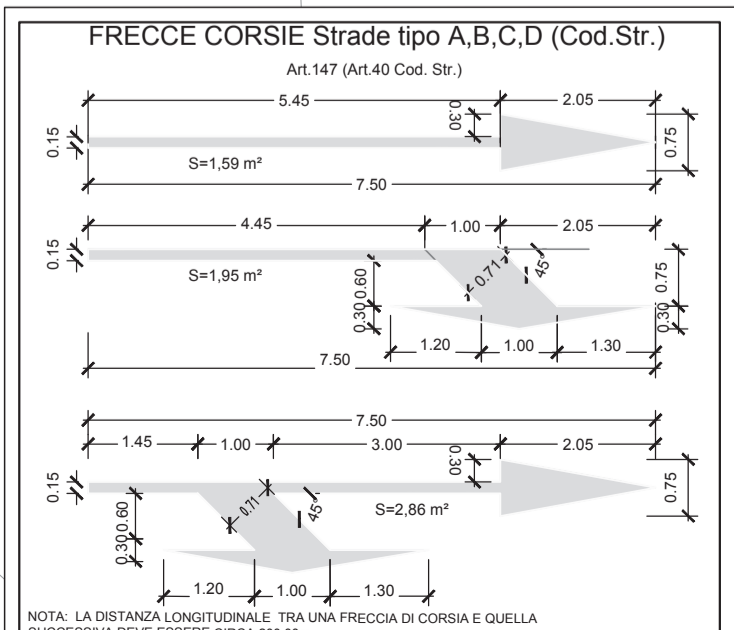 FRECCE CORSIE Strade tipo A,B,C,D (Cod.Str.)
Art.147 (Art.40 Cod. Str.)
5.45 2.05
0.30
0.15 0.75
S=1,59 m²
7.50
4.45 1.00 2.05
0.15
S=1,95 m²
0.71 45°
0.30 0.60 0.30 0.75
1.20 1.00 1.30
7.50
7.50
1.45 1.00 3.00 2.05
0.30
0.15 0.75
0.71 45° S=2,86 m²
0.30 0.60
1.20 1.00 1.30
NOTA: LA DISTANZA LONGITUDINALE TRA UNA FRECCIA DI CORSIA E QUELLA